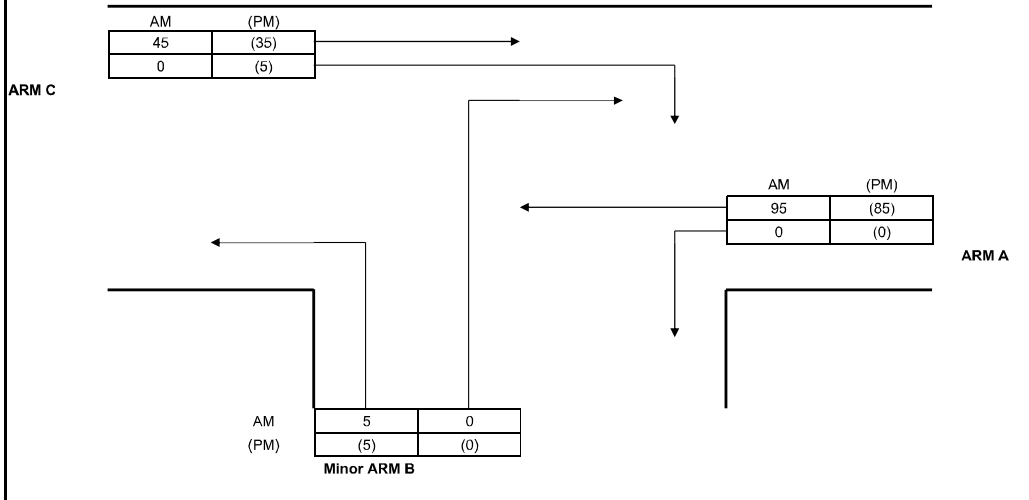 AM (PM)
45 (35)
0 (5)
ARM C
AM (PM)
95 (85)
0 (0)
ARM A
AM 5 0
(PM) (5) (0)
Minor ARM B